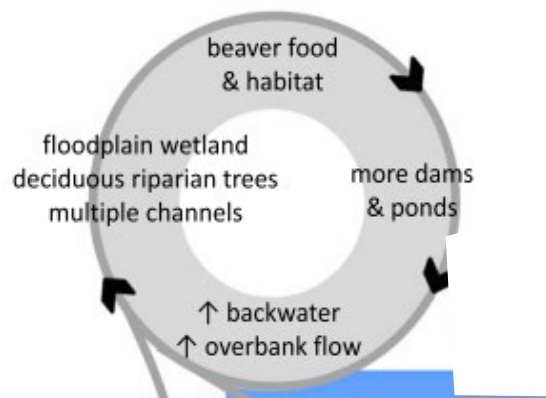 beaver food
& habitat
more dams
& ponds
↑ backwater
↑ overbank flow
floodplain wetland
deciduous riparian trees
multiple channels